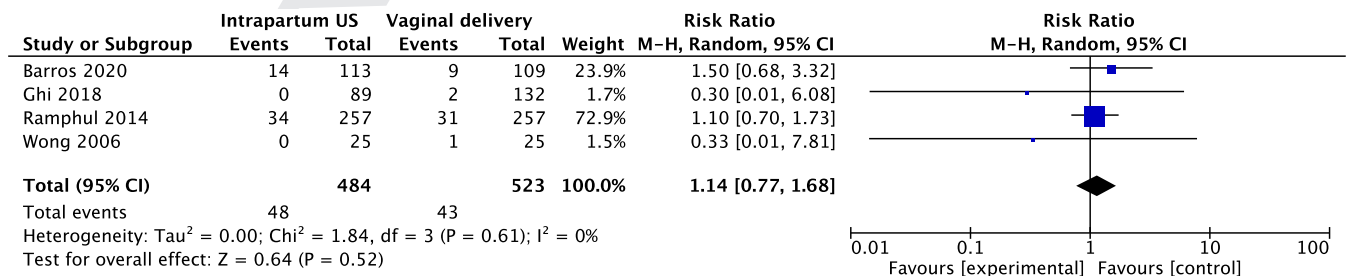 Intrapartum US Vaginal delivery Risk Ratio Risk Ratio
Study or Subgroup Events Total Events Total Weight M-H, Random, 95% CI M-H, Random, 95% CI
Barros 2020 14 113 9 109 23.9% 1.50 [0.68, 3.32]
Ghi 2018 0 89 2 132 1.7% 0.30 [0.01, 6.08]
Ramphul 2014 34 257 31 257 72.9% 1.10 [0.70, 1.73]
Wong 2006 0 25 1 25 1.5% 0.33 [0.01, 7.81]
Total (95% CI) 484 523 100.0% 1.14 [0.77, 1.68]
Total events 48 43
Heterogeneity: Tau² = 0.00; Chi² = 1.84, df = 3 (P = 0.61); I² = 0%
Test for overall effect: Z = 0.64 (P = 0.52)
0.01 0.1 1 10 100
Favours [experimental] Favours [control]